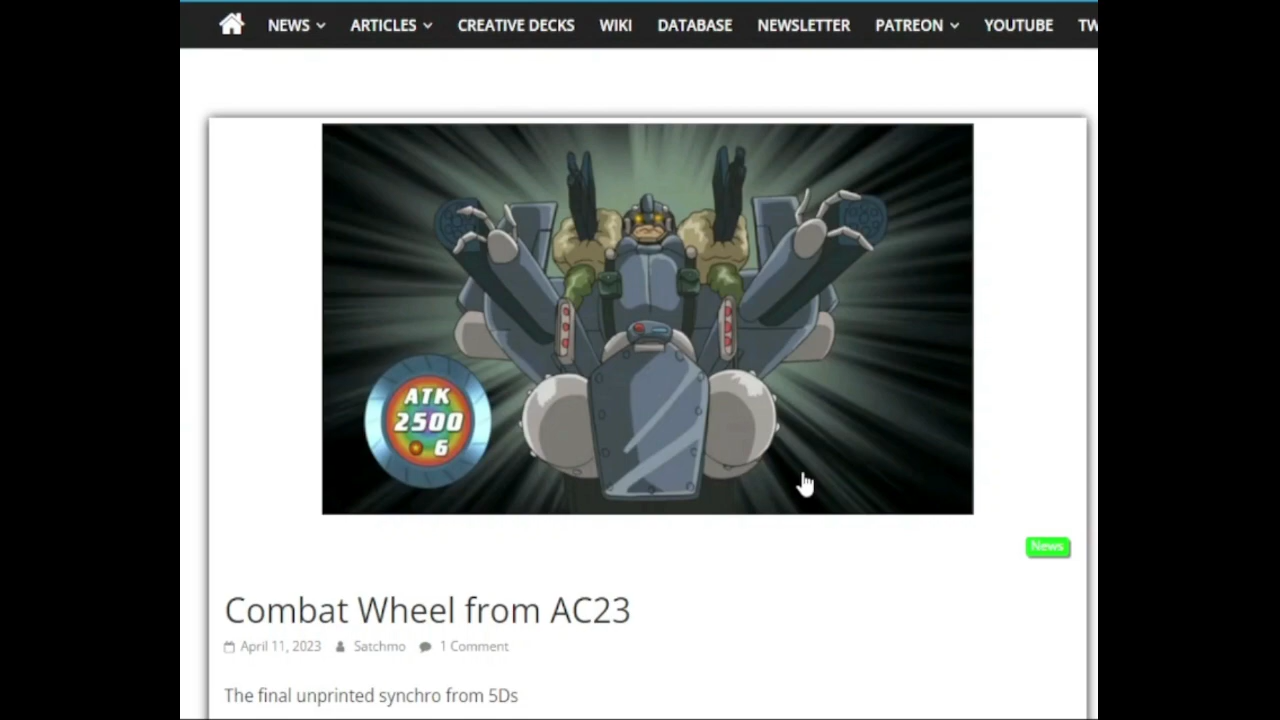 NEWS ARTICLES CREATIVE DECKS WIKI DATABASE NEWSLETTER PATREON YOUTUBE TW
ATK
2500
6
News
Combat Wheel from AC23
April 11, 2023 Satchmo 1 Comment
The final unprinted synchro from 5Ds